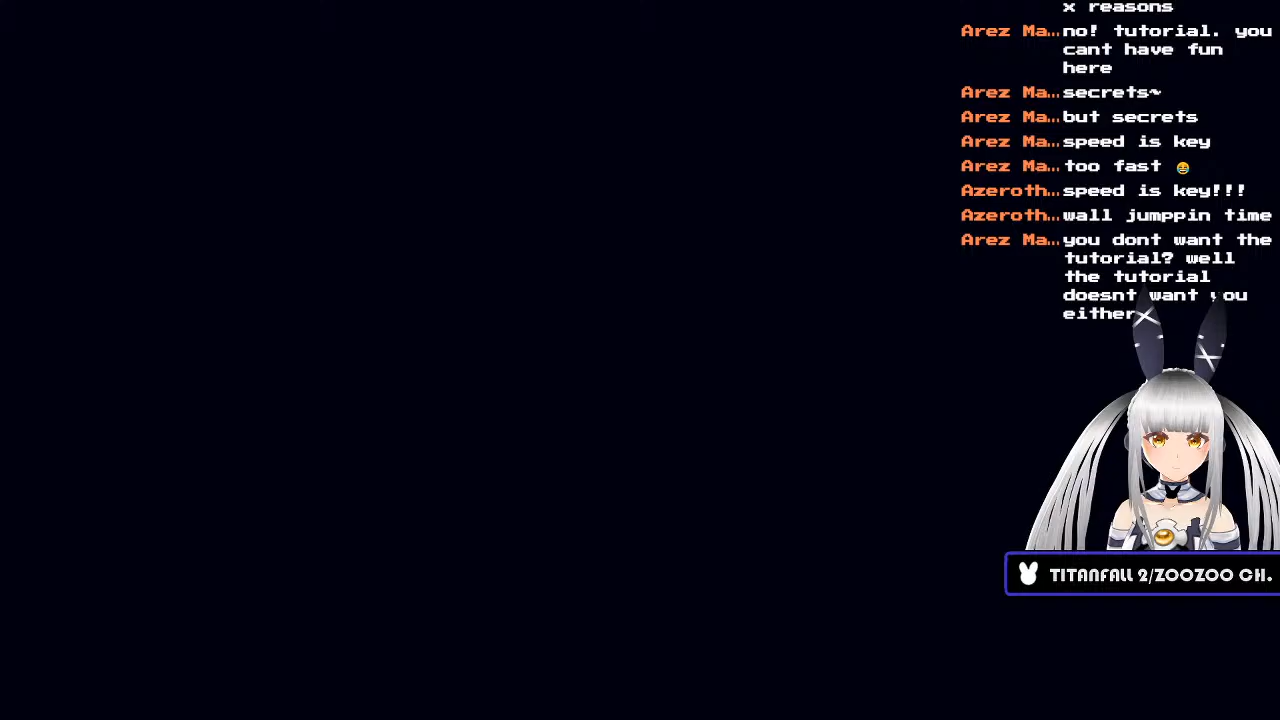 x reasons
Arez Ma…no! tutorial. you
cant have fun
here
Arez Ma…secrets~
Arez Ma…but secrets
Arez Ma…speed is key
Arez Ma…too fast 😆
Azeroth…speed is key!!!
Azeroth…wall jumppin time
Arez Ma…you dont want the
tutorial? well
the tutorial
doesnt want you
either
TITANFALL 2/ZOOZOO CH.